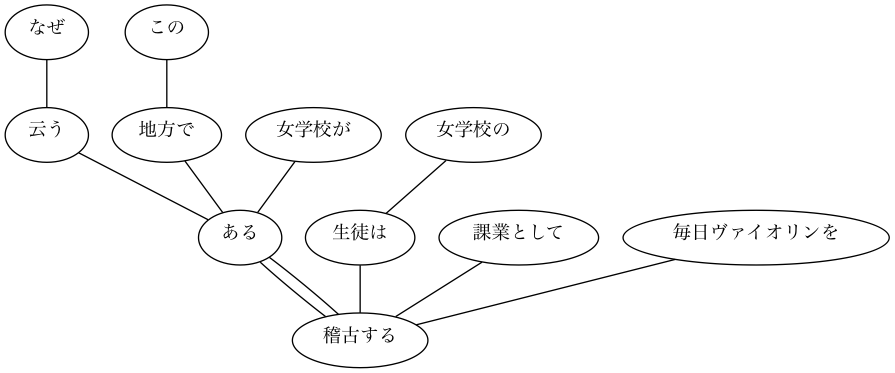 なぜ
この
云う
地方で
女学校が
女学校の
ある
生徒は
課業として
毎日ヴァイオリンを
稽古する